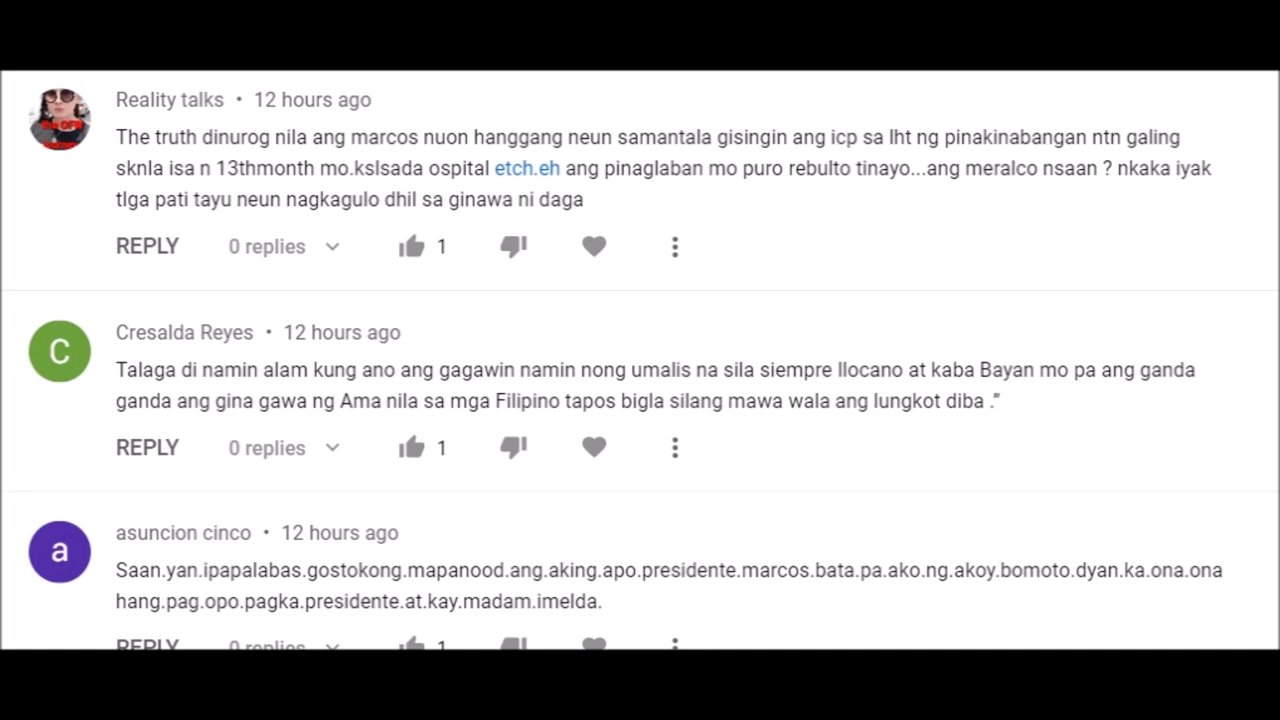 Reality talks • 12 hours ago
The truth dinurog nila ang marcos nuon hanggang neun samantala gisingin ang icp sa lht ng pinakinabangan ntn galing
sknla isa n 13thmonth mo.kslsada ospital etch.eh ang pinaglaban mo puro rebulto tinayo...ang meralco nsaan ? nkaka iyak
tlga pati tayu neun nagkagulo dhil sa ginawa ni daga
REPLY 0 replies 1
C
Cresalda Reyes • 12 hours ago
Talaga di namin alam kung ano ang gagawin namin nong umalis na sila siempre Ilocano at kaba Bayan mo pa ang ganda
ganda ang gina gawa ng Ama nila sa mga Filipino tapos bigla silang mawa wala ang lungkot diba .”
REPLY 0 replies 1
a
asuncion cinco • 12 hours ago
Saan.yan.ipapalabas.gostokong.mapanood.ang.aking.apo.presidente.marcos.bata.pa.ako.ng.akoy.bomoto.dyan.ka.ona.ona
hang.pag.opo.pagka.presidente.at.kay.madam.imelda.
REPLY 0 replies 1